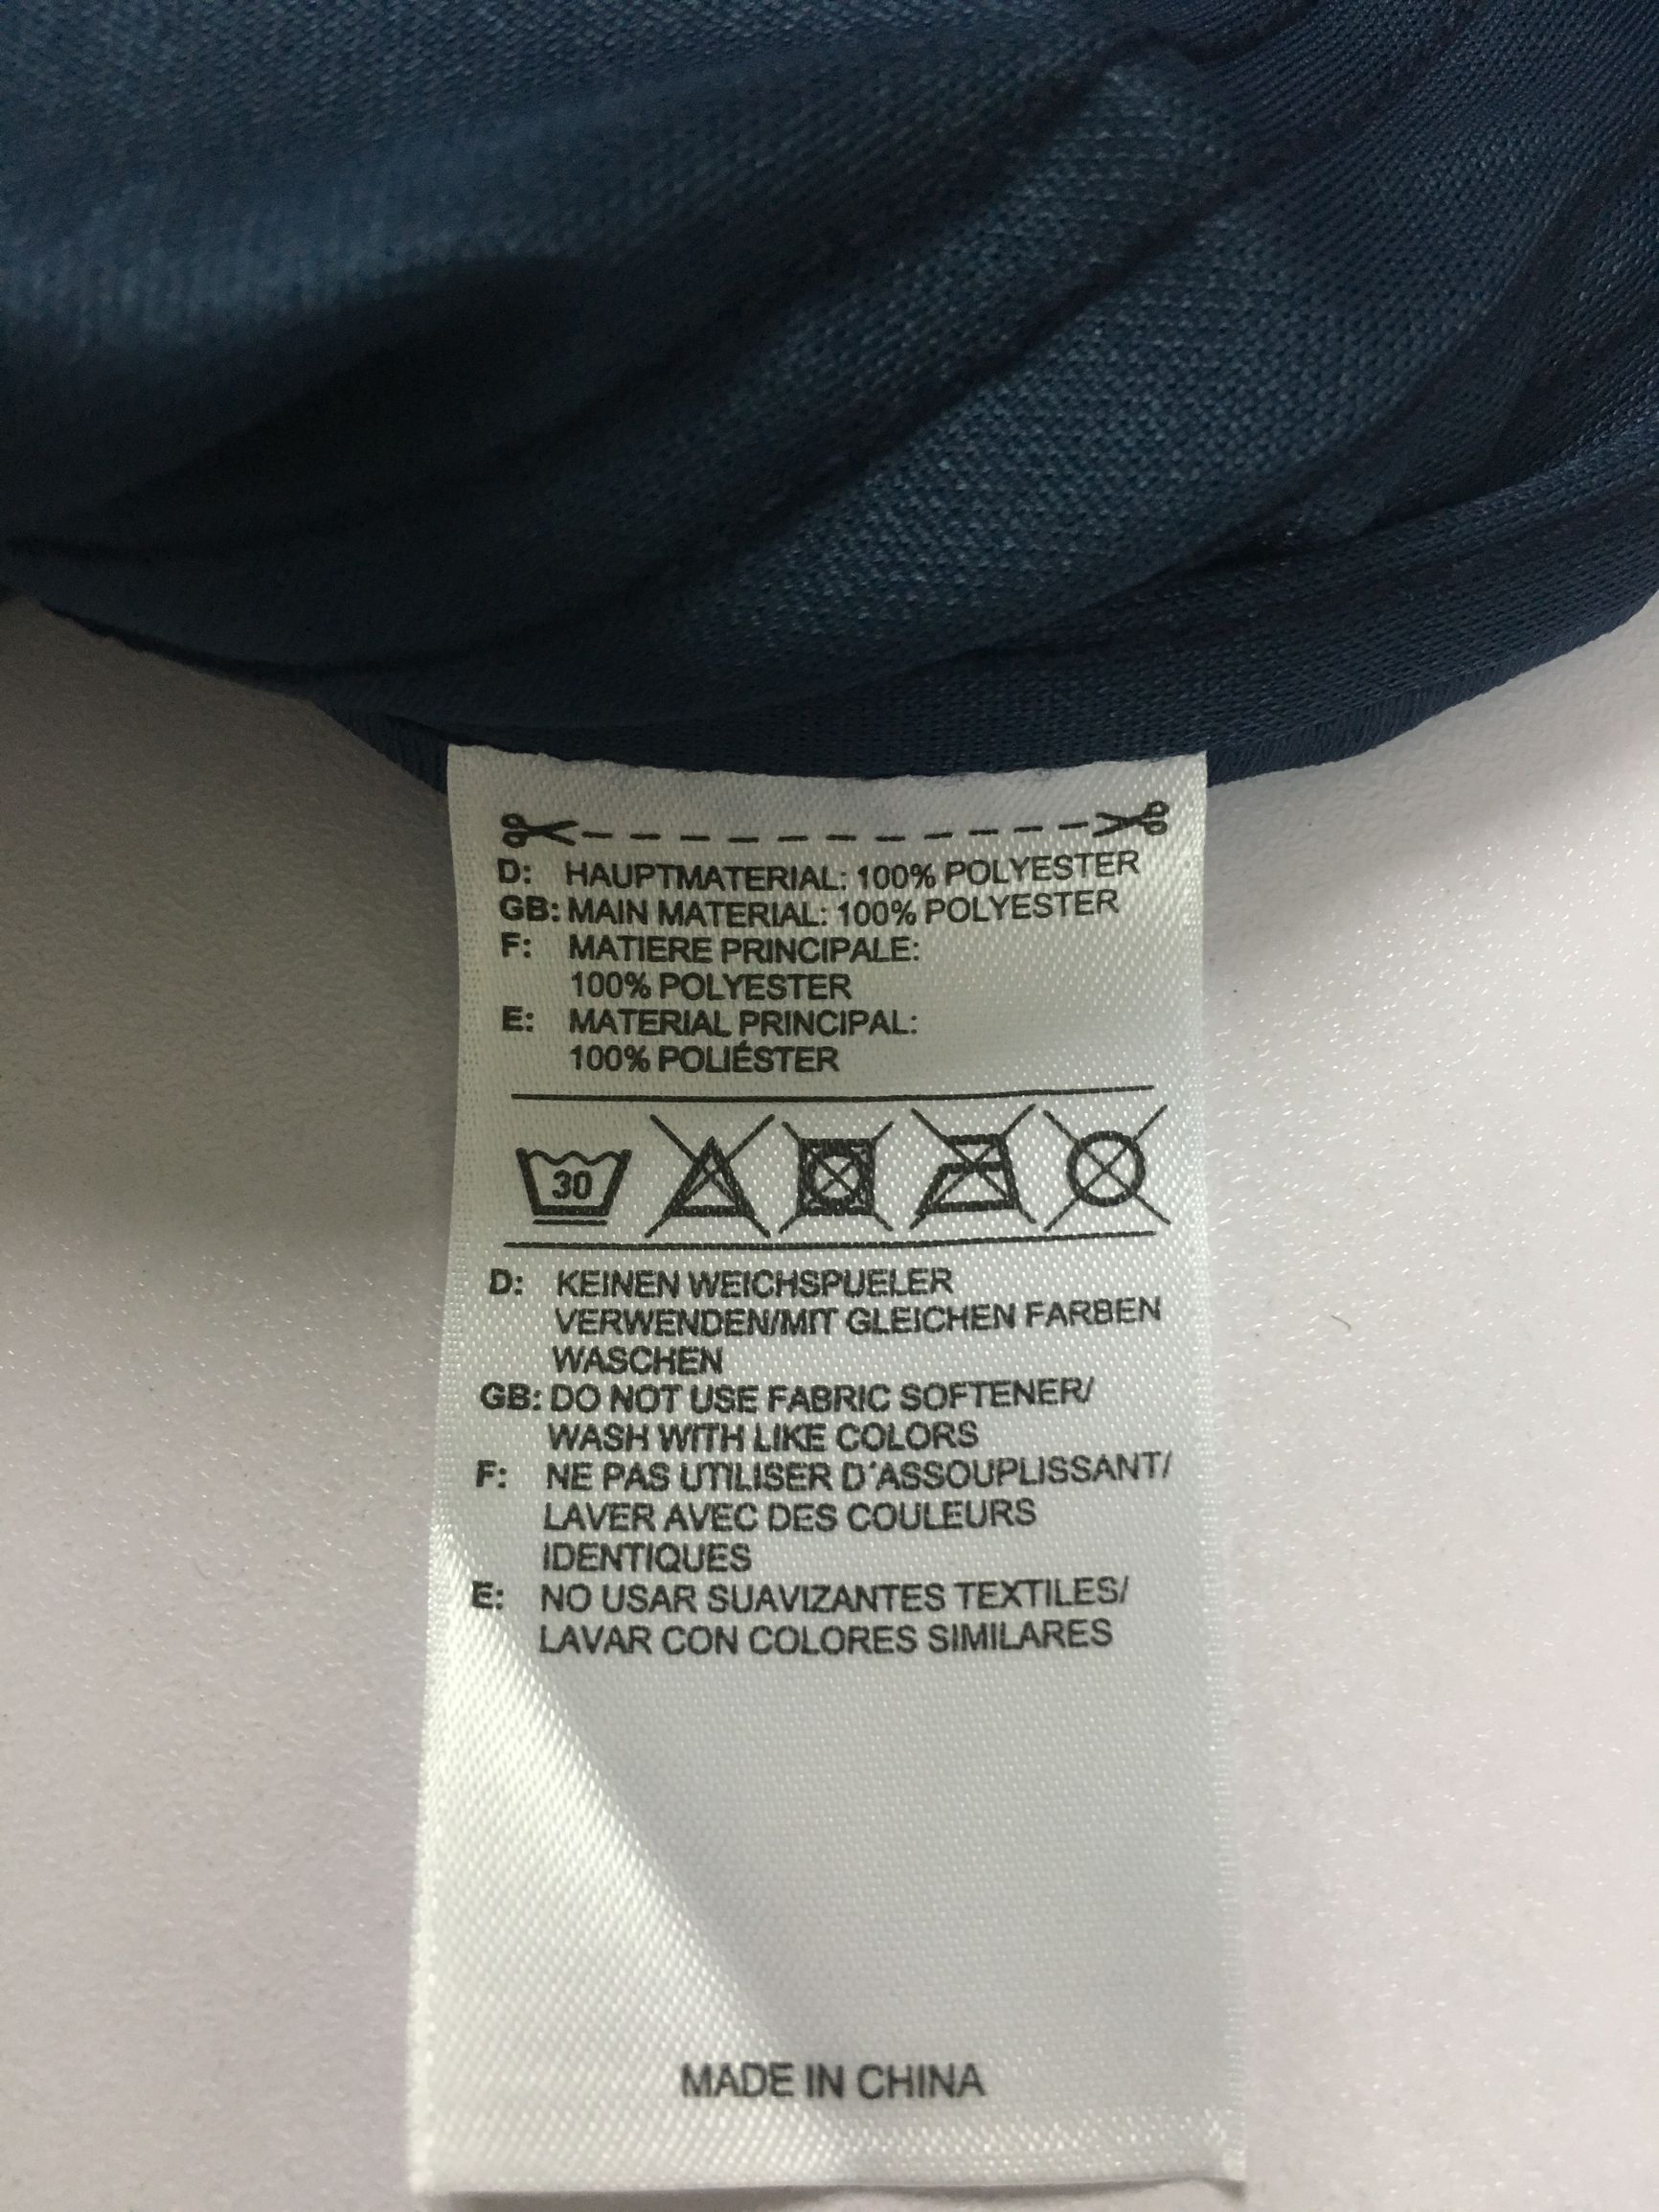 D: HAUPTMATERIAL: 100% POLYESTER
GB: MAIN MATERIAL: 100% POLYESTER
F: MATIERE PRINCIPALE:
100% POLYESTER
E: MATERIAL PRINCIPAL:
100% POLIÉSTER
30
D: KEINEN WEICHSPUELER
VERWENDEN/MIT GLEICHEN FARBEN
WASCHEN
GB: DO NOT USE FABRIC SOFTENER/
WASH WITH LIKE COLORS
F: NE PAS UTILISER D'ASSOUPLISSANT/
LAVER AVEC DES COULEURS
IDENTIQUES
E: NO USAR SUAVIZANTES TEXTILES/
LAVAR CON COLORES SIMILARES
MADE IN CHINA